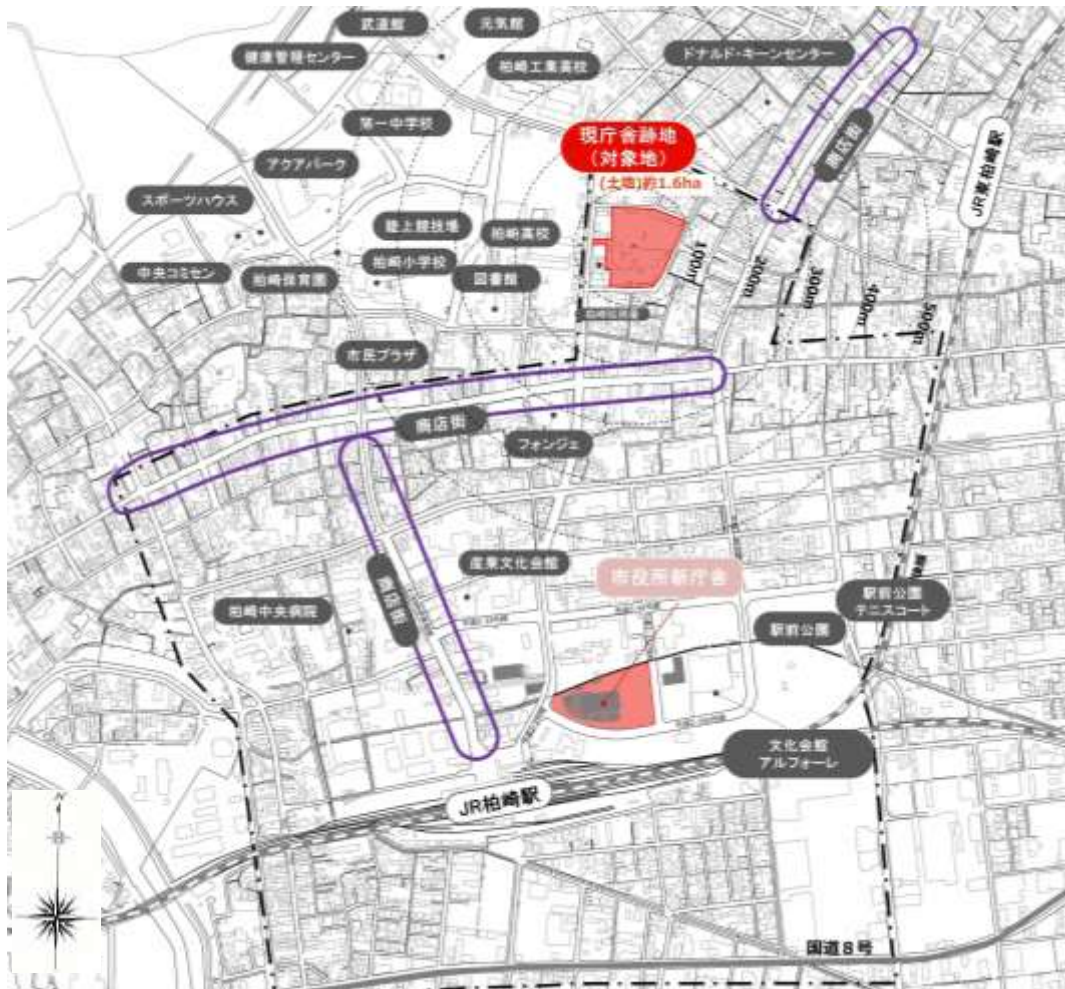 武道館
元気館
健康管理センター
柏崎工業高校
ドナルド・キーンセンター
第一中学校
現庁舎跡地
（対象地）
(土地)約1.6ha
商店街
JR東柏崎駅
アクアパーク
スポーツハウス
陸上競技場
柏崎高校
中央コミセン
柏崎保育園
柏崎小学校
図書館
100m
200m
300m
400m
500m
市民プラザ
商店街
フォンジェ
商店街
産業文化会館
市役所新庁舎
柏崎中央病院
駅前公園
駅前公園
テニスコート
文化会館
アルフォーレ
JR柏崎駅
N
国道8号